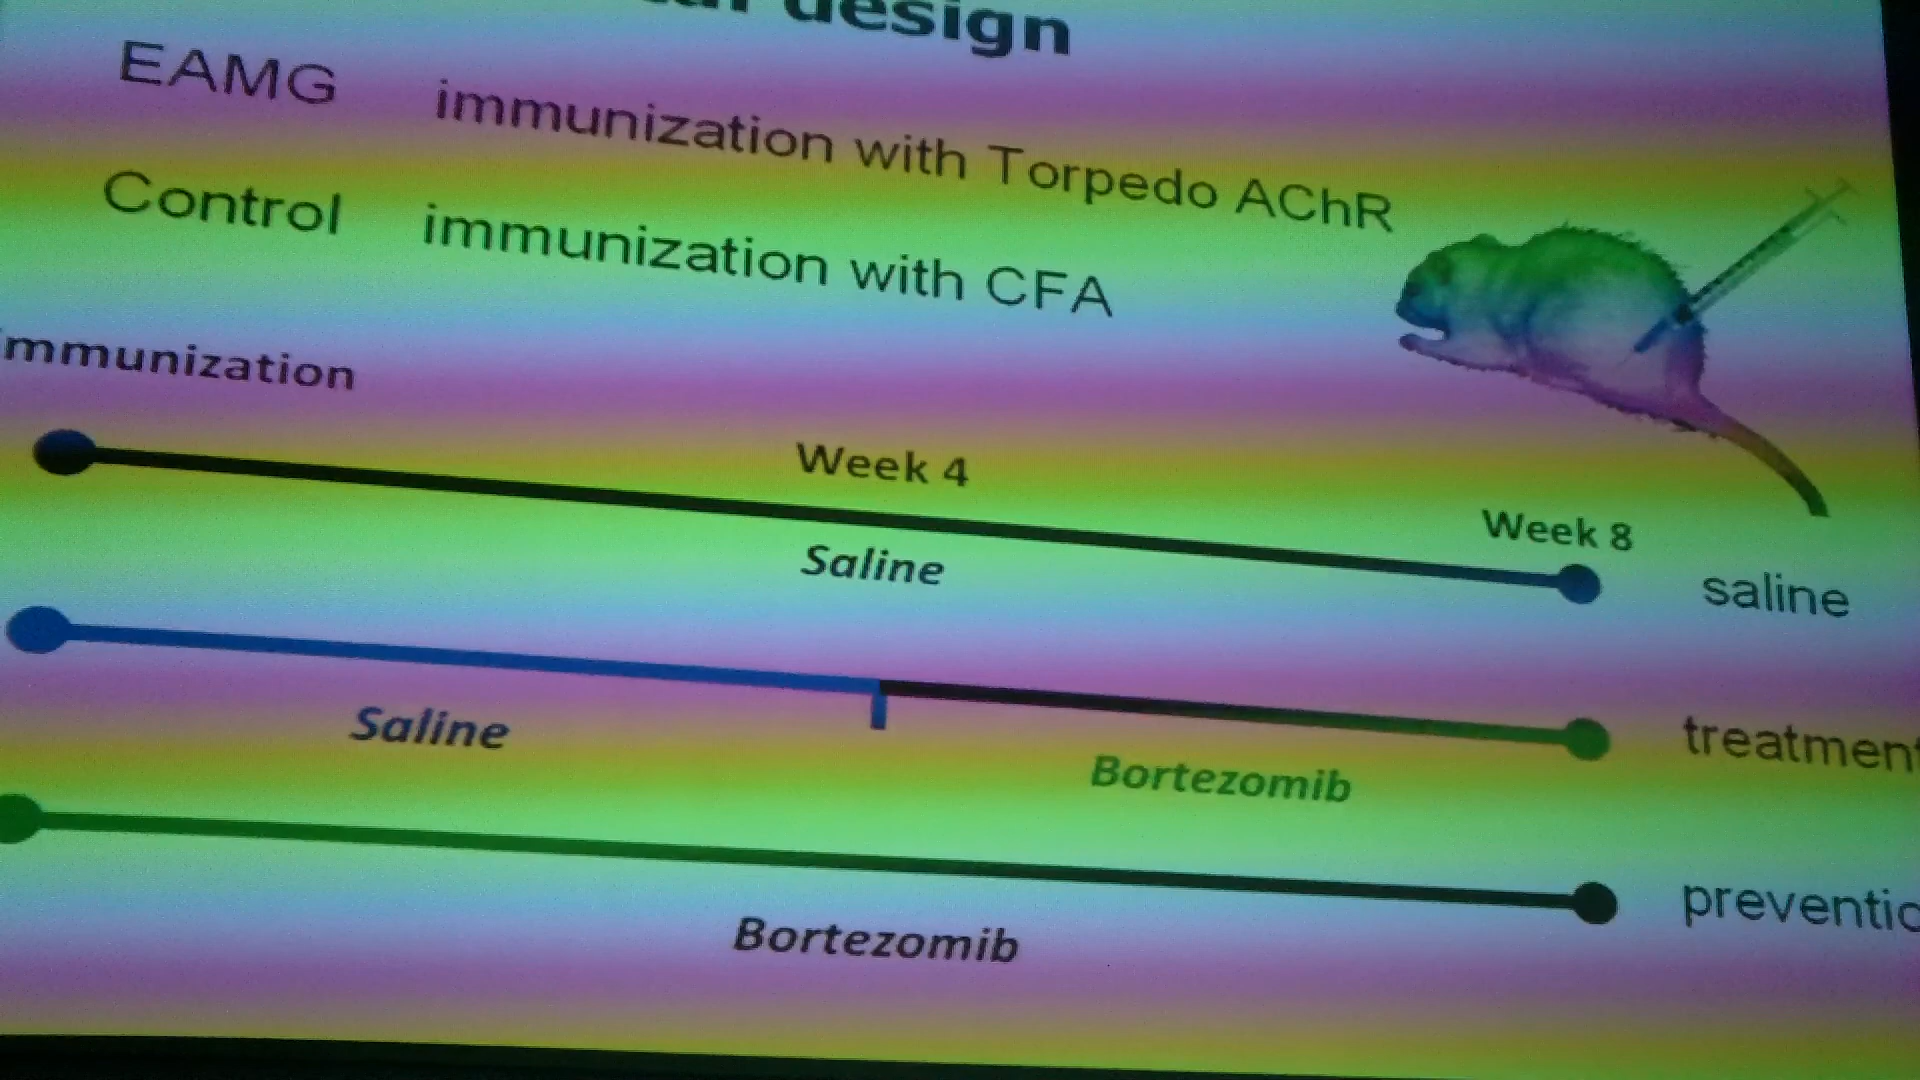 design
EAMG immunization with Torpedo AChR
Control immunization with CFA
mmunization
Week 4
Week 8
Saline
saline
Saline
Bortezomib
treatmen
Bortezomib
preventio